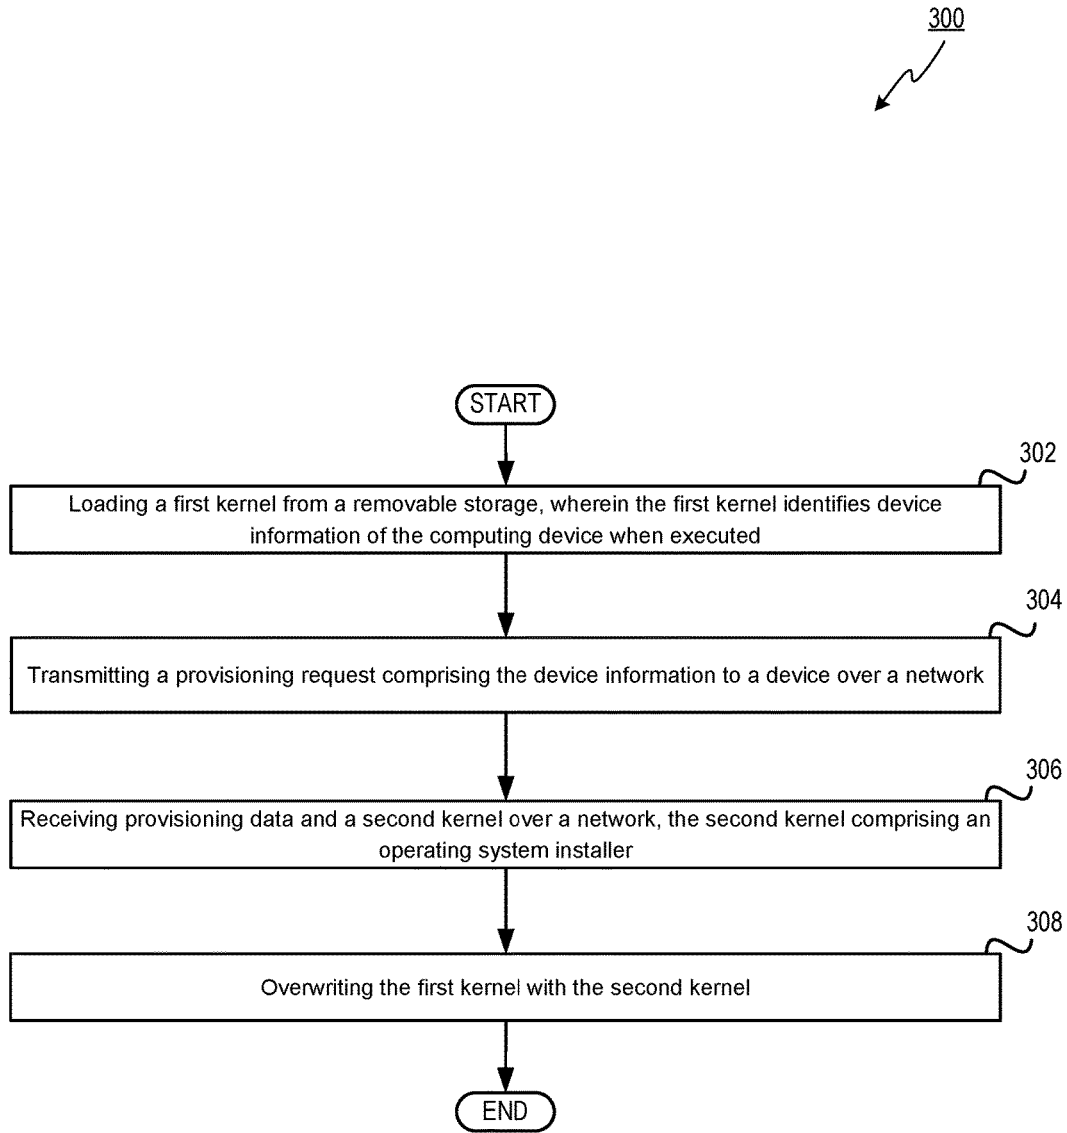 300
START
302
Loading a first kernel from a removable storage, wherein the first kernel identifies device
information of the computing device when executed
304
Transmitting a provisioning request comprising the device information to a device over a network
306
Receiving provisioning data and a second kernel over a network, the second kernel comprising an
operating system installer
308
Overwriting the first kernel with the second kernel
END